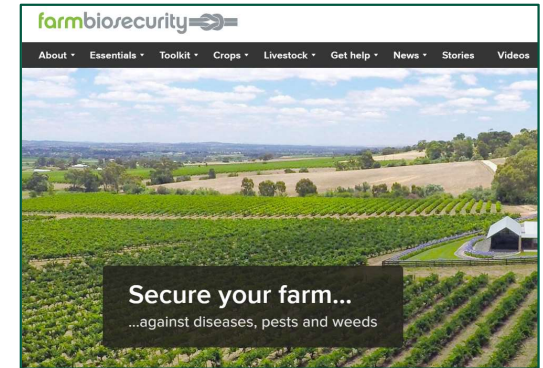 farmbiosecurity
About Essentials Toolkit Crops Livestock Get help News Stories Videos
Secure your farm...
...against diseases, pests and weeds